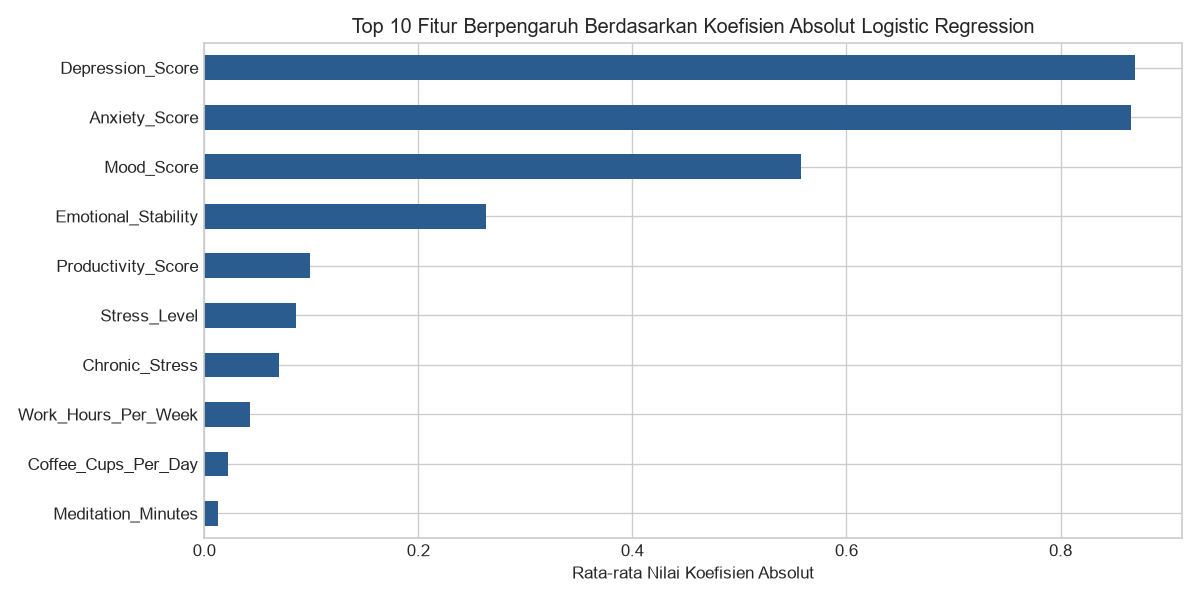 Top 10 Fitur Berpengaruh Berdasarkan Koefisien Absolut Logistic Regression
Depression_Score
Anxiety_Score
Mood_Score
Emotional_Stability
Productivity_Score
Stress_Level
Chronic_Stress
Work_Hours_Per_Week
Coffee_Cups_Per_Day
Meditation_Minutes
0.0 0.2 0.4 0.6 0.8
Rata-rata Nilai Koefisien Absolut